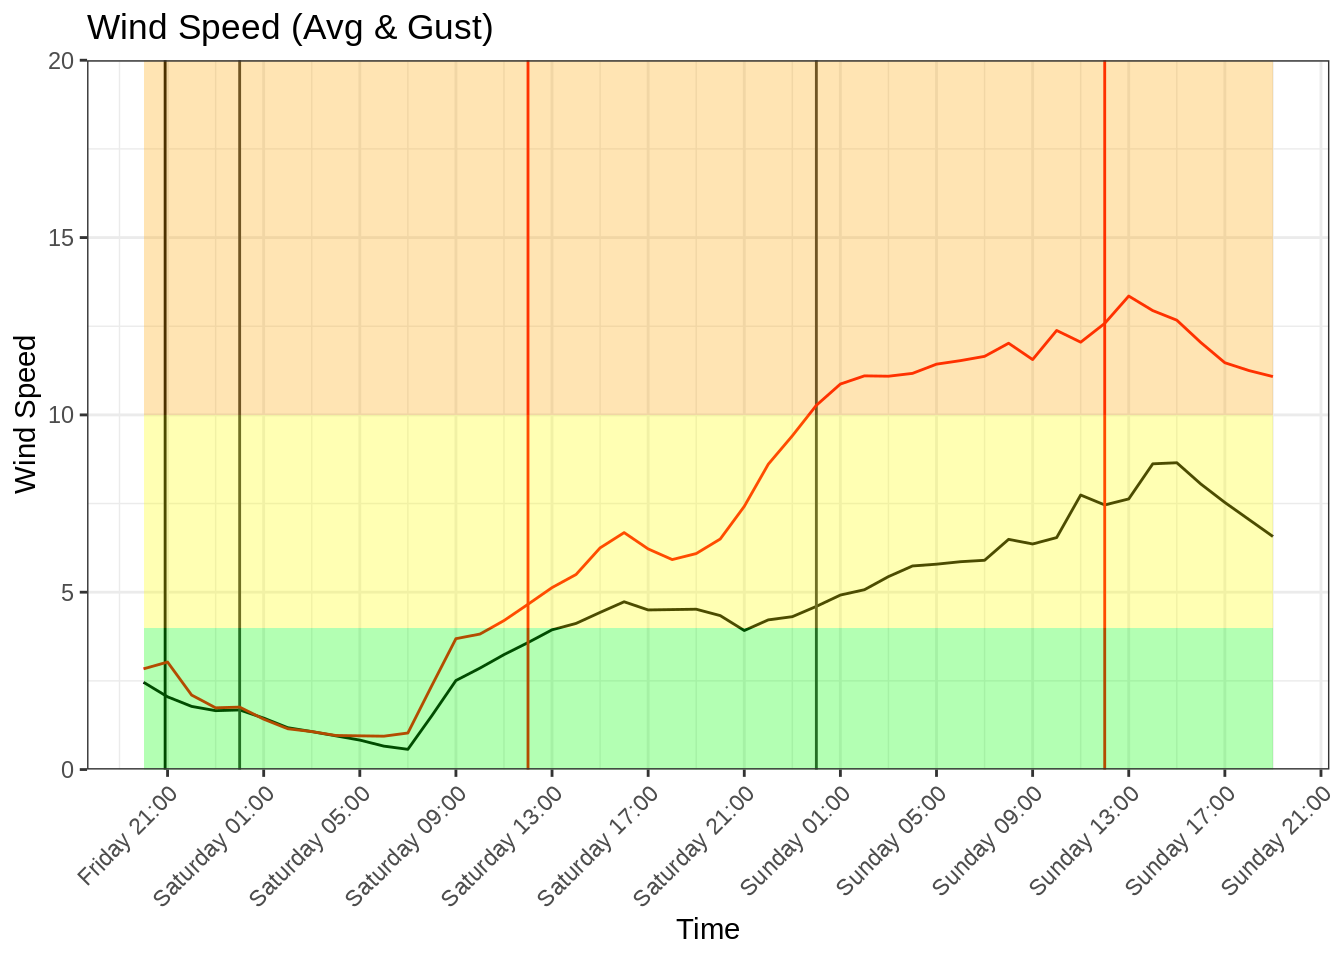 Wind Speed (Avg & Gust)
20
15
10
5
0
Wind Speed
Friday 21:00
Saturday 01:00
Saturday 05:00
Saturday 09:00
Saturday 13:00
Saturday 17:00
Saturday 21:00
Sunday 01:00
Sunday 05:00
Sunday 09:00
Sunday 13:00
Sunday 17:00
Sunday 21:00
Time